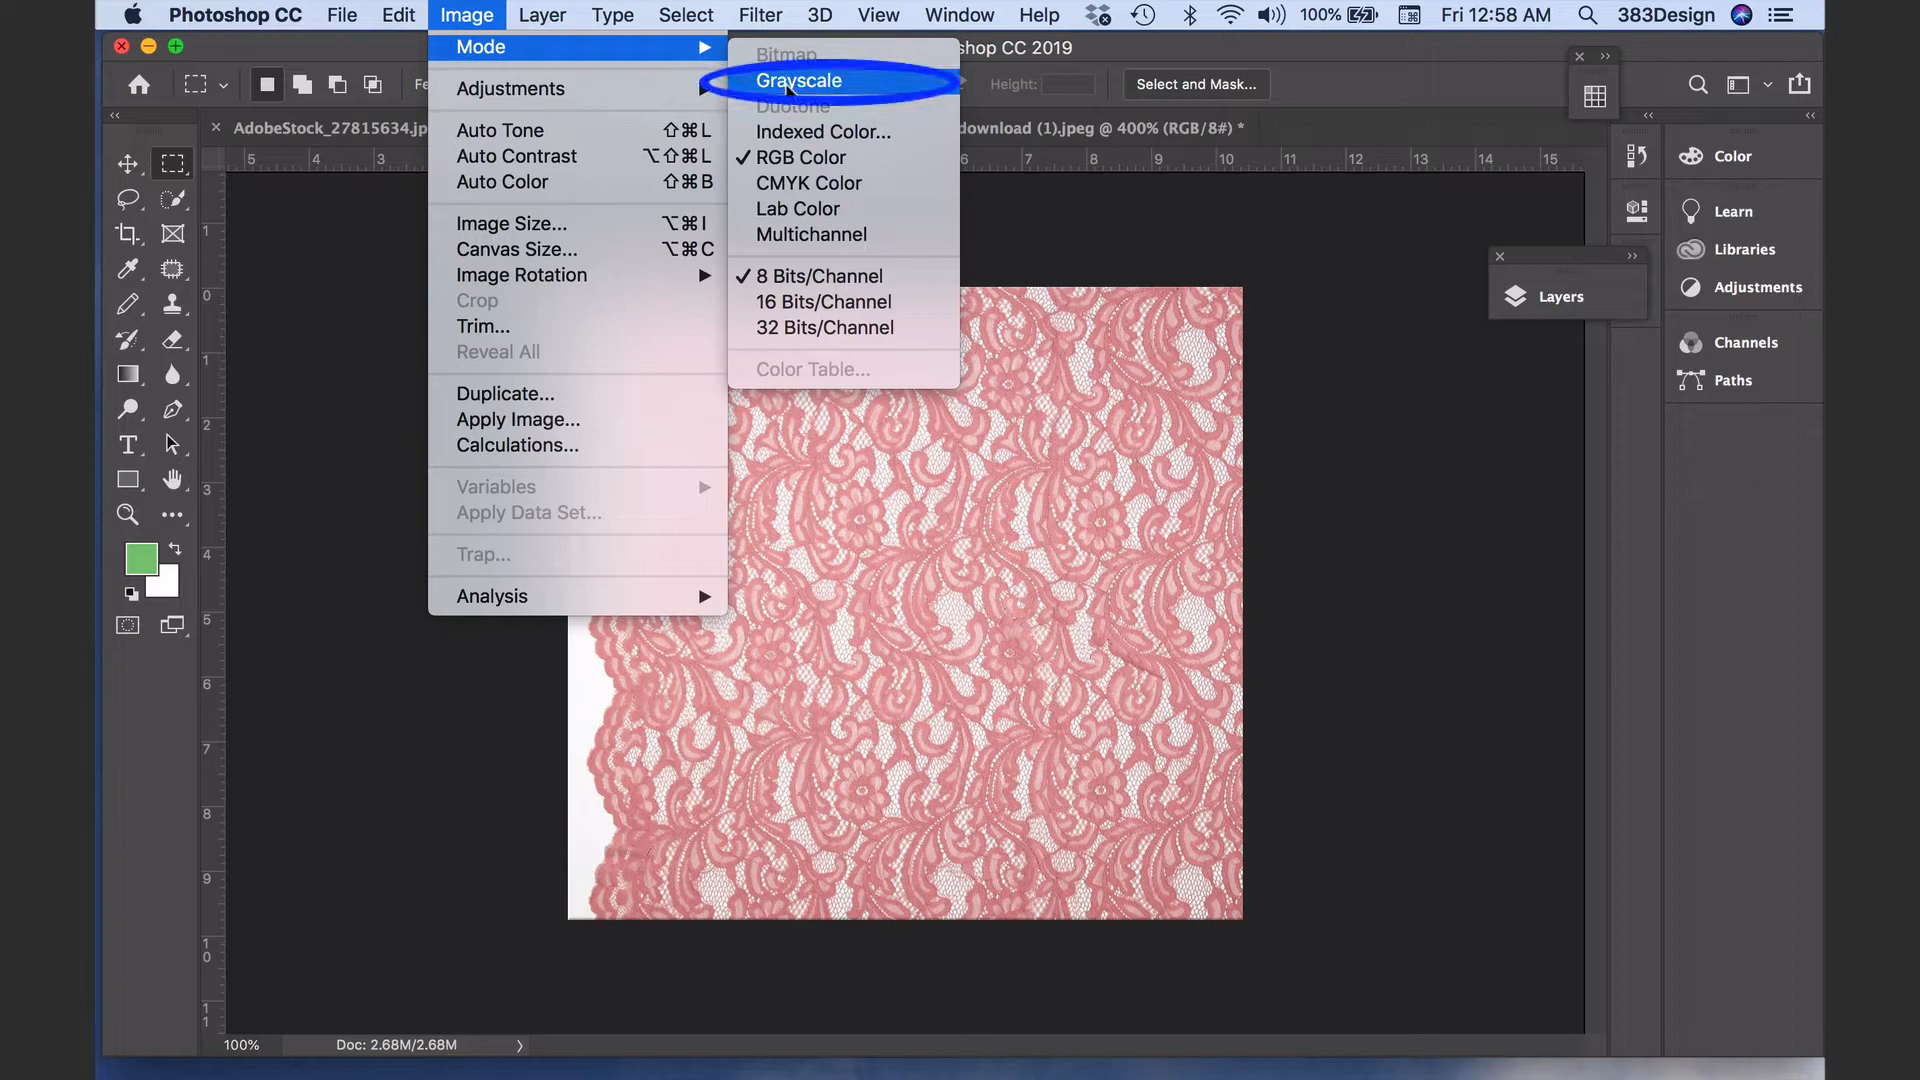 Photoshop CC File Edit Image Layer Type Select Filter 3D View Window Help 100% Fri 12:58 AM 383Design
shop CC 2019
Mode
Adjustments
Auto Tone ⇧⌘L
Auto Contrast ⌥⇧⌘L
Auto Color ⇧⌘B
Image Size... ⌥⌘I
Canvas Size... ⌥⌘C
Image Rotation
Crop
Trim...
Reveal All
Duplicate...
Apply Image...
Calculations...
Variables
Apply Data Set...
Trap...
Analysis
Bitmap
Grayscale
Duotone
Indexed Color...
✓ RGB Color
CMYK Color
Lab Color
Multichannel
✓ 8 Bits/Channel
16 Bits/Channel
32 Bits/Channel
Color Table...
Fe
Height:
Select and Mask...
AdobeStock_27815634.jp
download (1).jpeg @ 400% (RGB/8#) *
5 4 3
6 7 8 9 10 11 12 13 14 15
1
0
1
2
3
4
5
6
7
8
9
1
0
1
1
T
Color
Learn
Libraries
Adjustments
Channels
Paths
Layers
100% Doc: 2.68M/2.68M